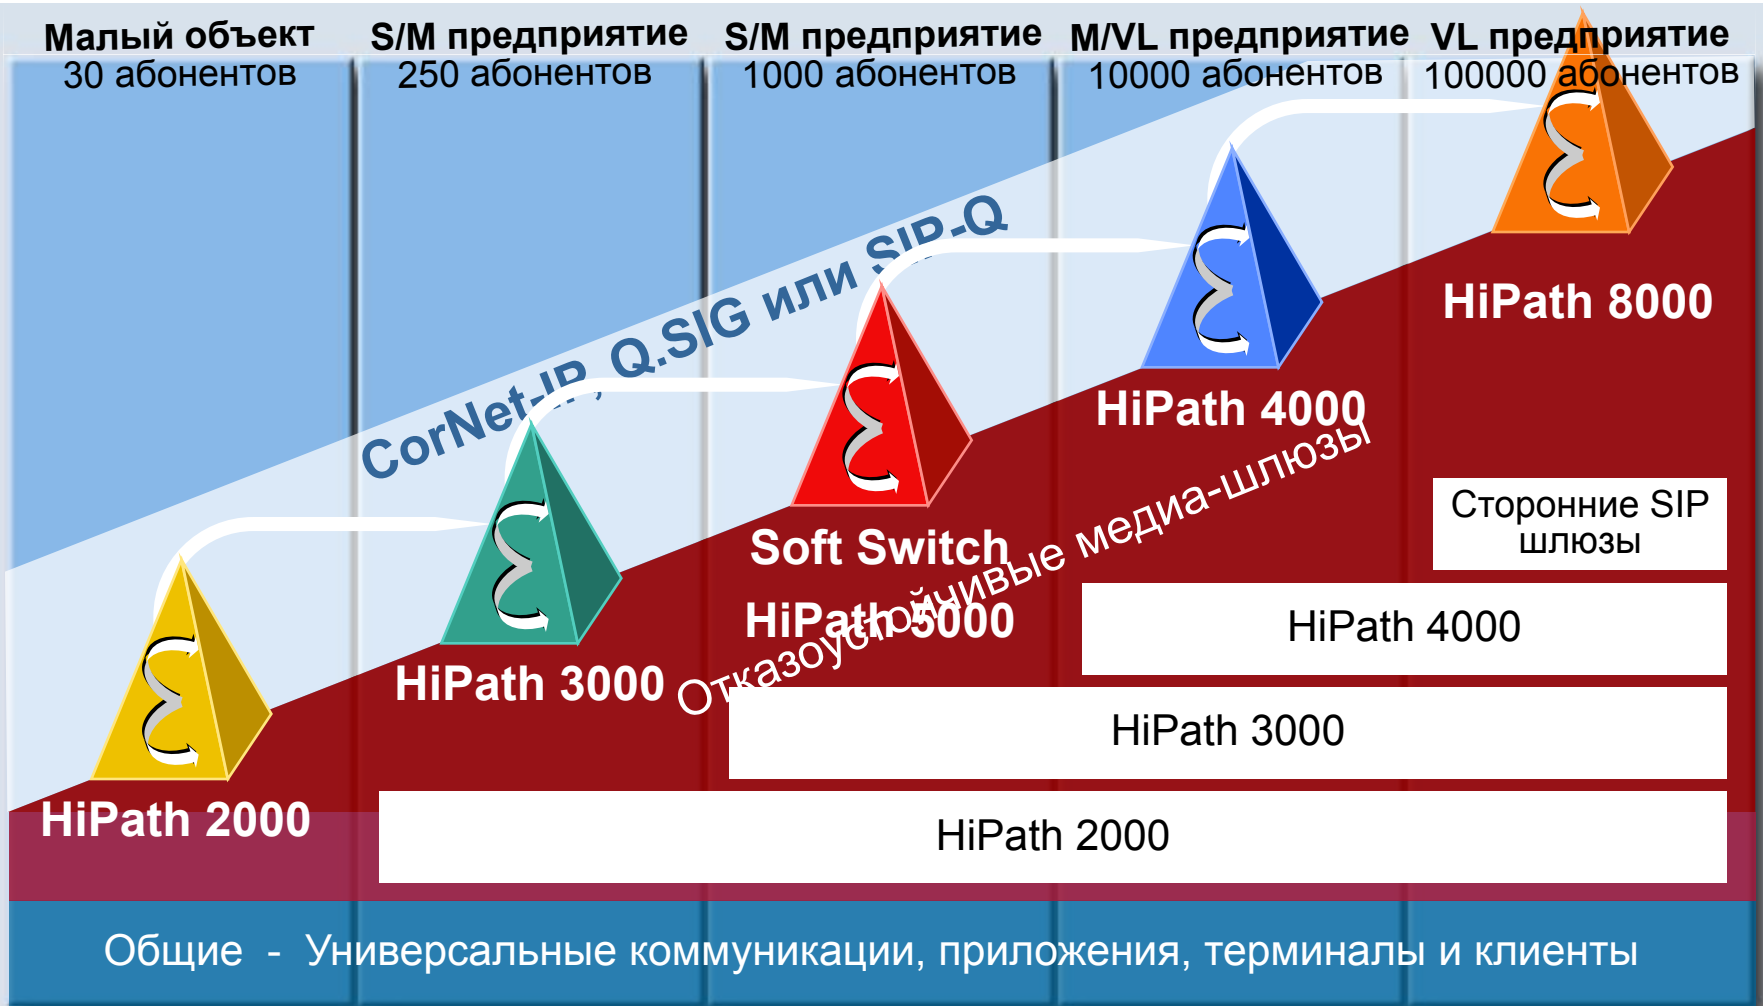 Малый объект
30 абонентов
S/M предприятие
250 абонентов
S/M предприятие
1000 абонентов
M/VL предприятие
10000 абонентов
VL предприятие
100000 абонентов
CorNet-IP, Q.SIG или SIP-Q
HiPath 8000
HiPath 4000
Soft Switch
HiPath 5000
HiPath 3000
HiPath 2000
Отказоустойчивые медиа-шлюзы
Сторонние SIP
шлюзы
HiPath 4000
HiPath 3000
HiPath 2000
Общие - Универсальные коммуникации, приложения, терминалы и клиенты